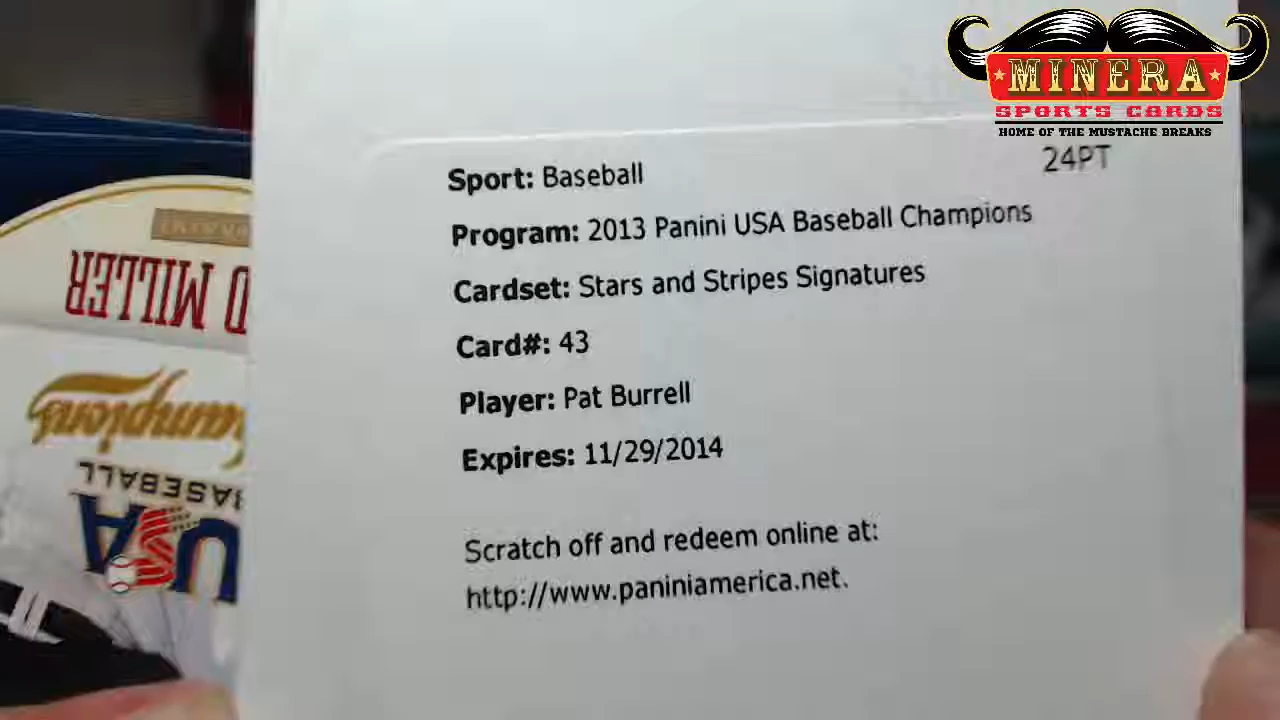 MINERA
SPORTS CARDS
HOME OF THE MUSTACHE BREAKS
24PT
Sport: Baseball
Program: 2013 Panini USA Baseball Champions
Cardset: Stars and Stripes Signatures
Card#: 43
Player: Pat Burrell
Expires: 11/29/2014
Scratch off and redeem online at:
http://www.paniniamerica.net.
D MILLER
Champions
BASEBALL
USA